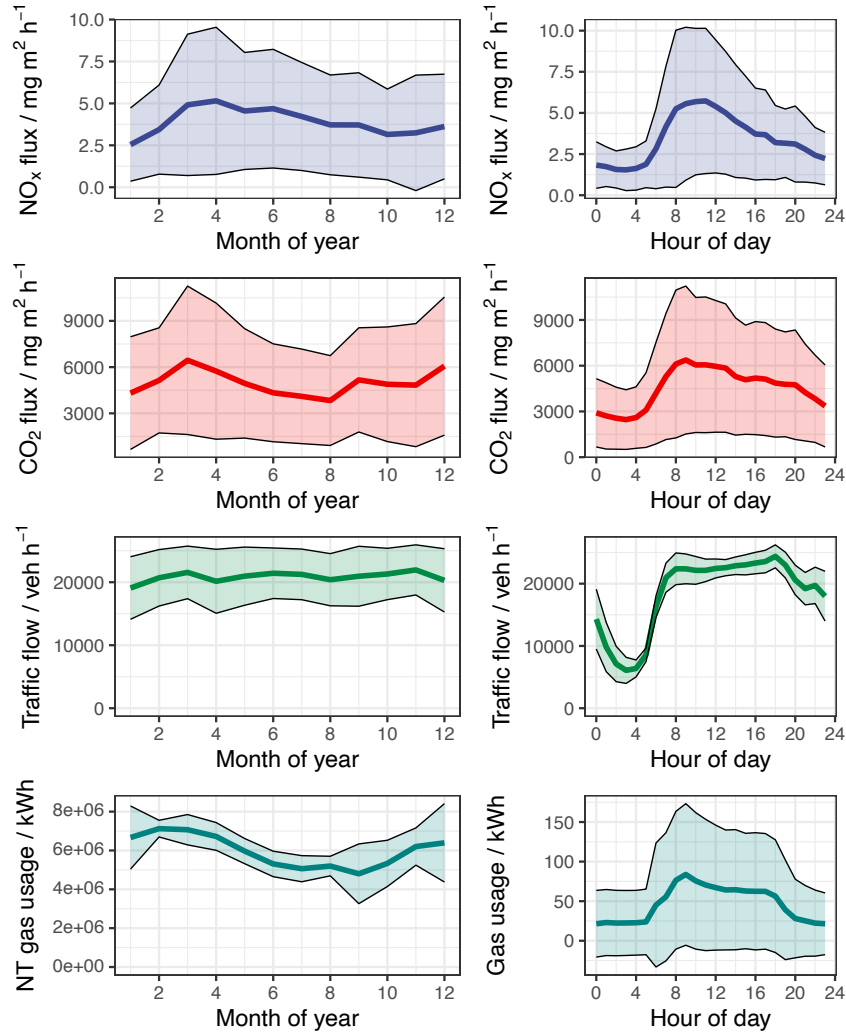 NOₓ flux / mg m² h⁻¹
10.0
7.5
5.0
2.5
0.0
2 4 6 8 10 12
Month of year
NOₓ flux / mg m² h⁻¹
10.0
7.5
5.0
2.5
0.0
0 4 8 12 16 20 24
Hour of day
CO₂ flux / mg m² h⁻¹
9000
6000
3000
2 4 6 8 10 12
Month of year
CO₂ flux / mg m² h⁻¹
9000
6000
3000
0
0 4 8 12 16 20 24
Hour of day
Traffic flow / veh h⁻¹
20000
10000
0
2 4 6 8 10 12
Month of year
Traffic flow / veh h⁻¹
20000
10000
0
0 4 8 12 16 20 24
Hour of day
NT gas usage / kWh
8e+06
6e+06
4e+06
2e+06
0e+00
2 4 6 8 10 12
Month of year
Gas usage / kWh
150
100
50
0
0 4 8 12 16 20 24
Hour of day